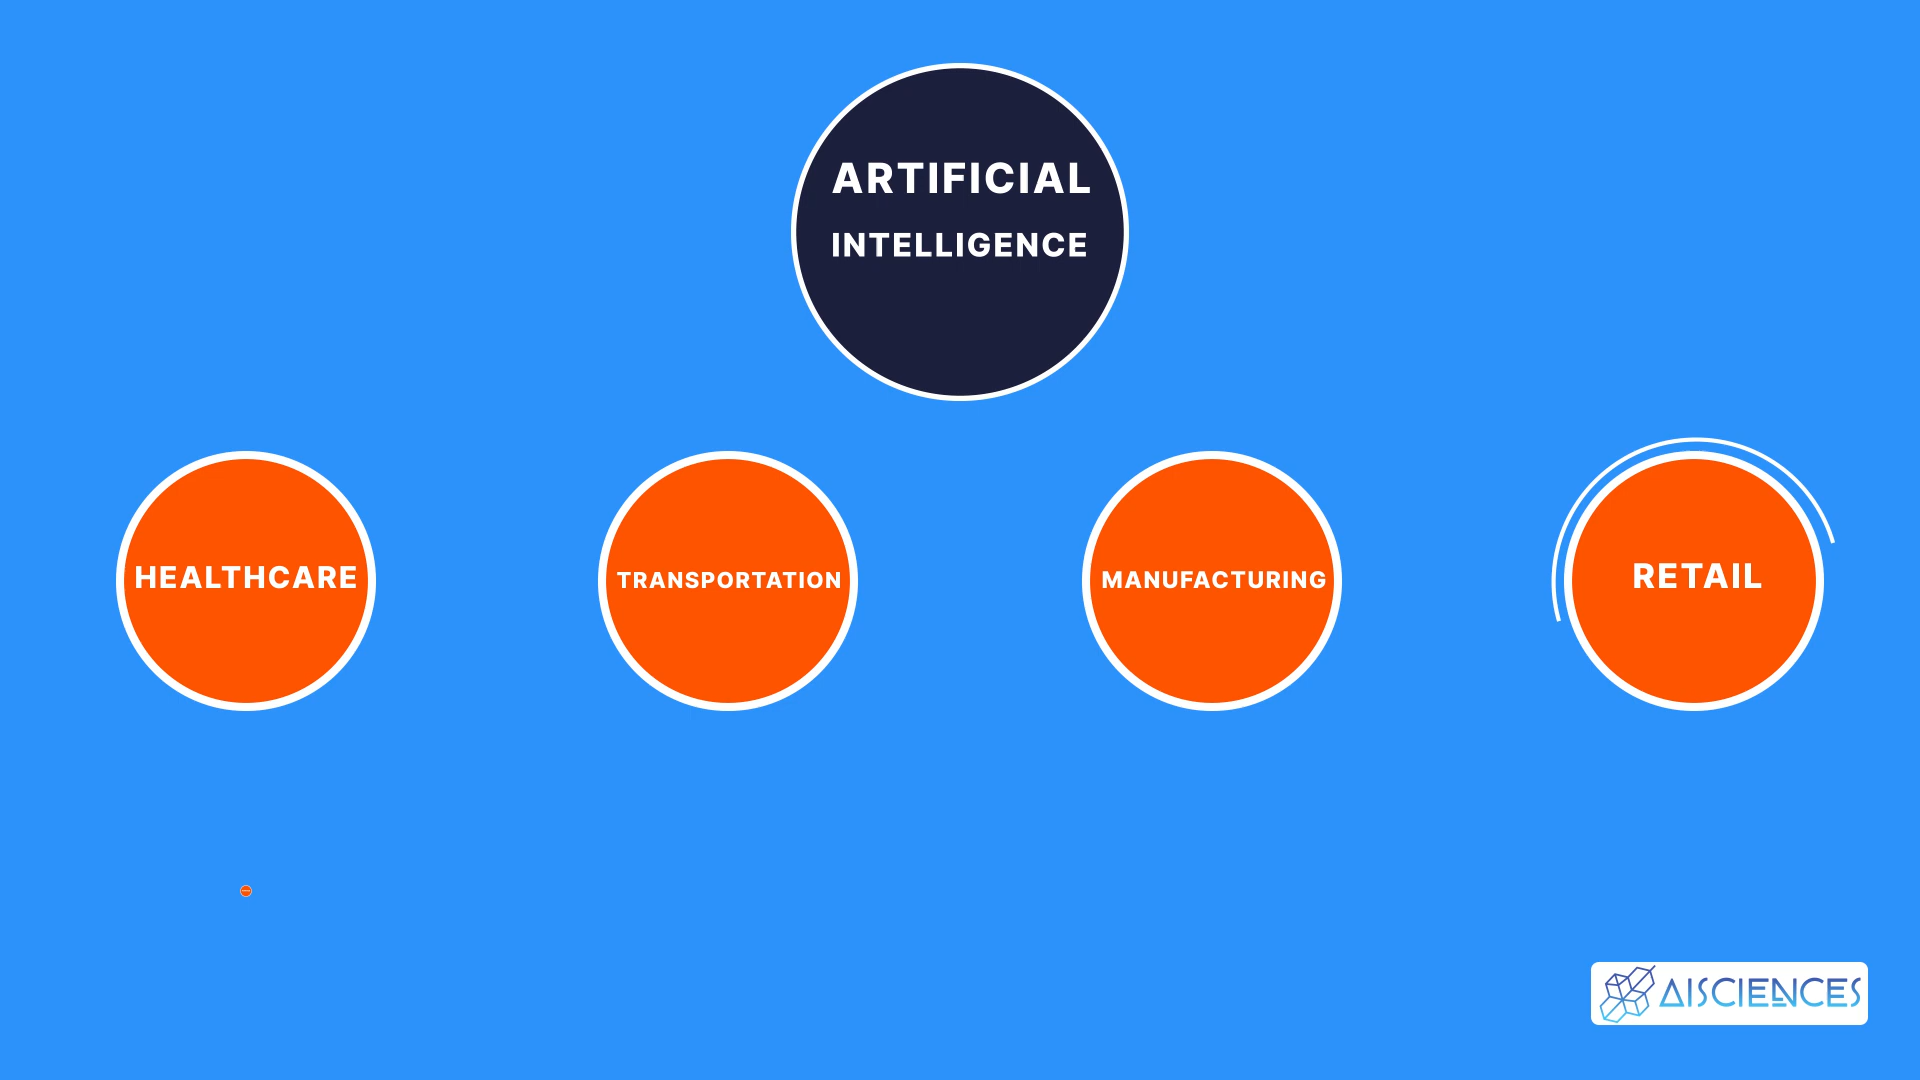 ARTIFICIAL
INTELLIGENCE
HEALTHCARE
TRANSPORTATION
MANUFACTURING
RETAIL
AISCIENCES